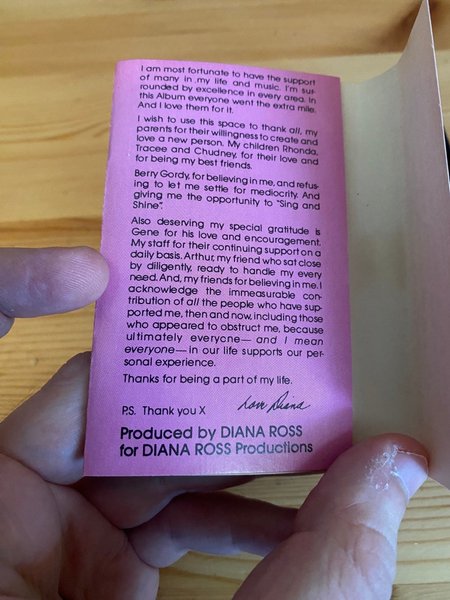 I am most fortunate to have the support
of many in my life and music. I'm sur-
rounded by excellence in every area. In
this Album everyone went the extra mile.
And I love them for it.
I wish to use this space to thank all, my
parents for their willingness to create and
love a new person. My children Rhonda,
Tracee and Chudney, for their love and
for being my best friends.
Berry Gordy, for believing in me, and refus-
ing to let me settle for mediocrity. And
giving me the opportunity to "Sing and
Shine".
Also deserving my special gratitude is
Gene for his love and encouragement.
My staff for their continuing support on a
daily basis. Arthur, my friend who sat close
by diligently, ready to handle my every
need. And, my friends for believing in me. I
acknowledge the immeasurable con-
tribution of all the people who have sup-
ported me, then and now, including those
who appeared to obstruct me, because
ultimately everyone—and I mean
everyone—in our life supports our per-
sonal experience.
Thanks for being a part of my life.
Love Diana
P.S. Thank you X
Produced by DIANA ROSS
for DIANA ROSS Productions